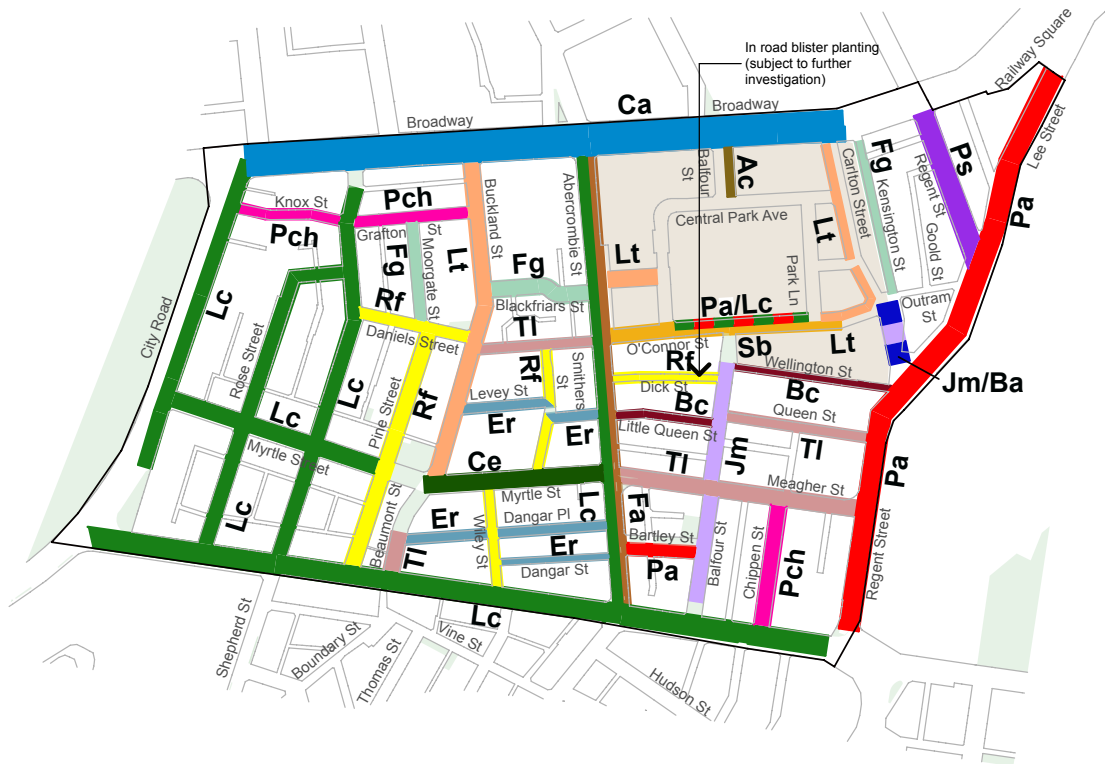 In road blister planting
(subject to further
investigation)
Railway Square
Ca
Broadway
Broadway
Lee Street
Ps
Pa
Fg
Ac
Balfour
St
Carlton Street
Kensington St
Regent St
Goold St
Abercrombie St
Buckland St
Pch
Knox St
Pch
Grafton St
Fg
Moorgate St
Lt
Fg
Blackfriars St
Central Park Ave
Lt
Lt
Park Ln
Outram
St
Lc
City Road
Rose Street
Rf
Daniels Street
Tl
Pa/Lc
O'Connor St
Sb
Lt
Jm/Ba
Rf
Dick St
Wellington St
Bc
Bc
Queen St
Little Queen St
Rf
Smithers
St
Levey St
Er
Er
Lc
Lc
Pine Street
Rf
Myrtle Street
Ce
Tl
Jm
Tl
Meagher St
Pa
Lc
Er
Myrtle St
Dangar Pl
Lc
Fa
Bartley St
Er
Dangar St
Wiley St
Beaumont St
Tl
Pa
Balfour St
Chippen St
Pch
Regent Street
Lc
Shepherd St
Boundary St
Thomas St
Vine St
Hudson St